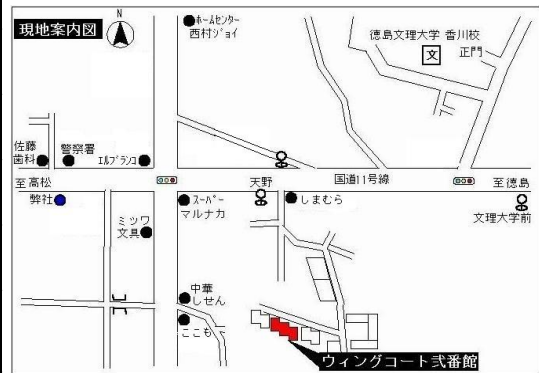 現地案内図
N
ホームセンター
西村ジョイ
徳島文理大学 香川校
文
正門
佐藤
歯科
警察署
エルブランコ
至高松
天野
国道11号線
至徳島
弊社
スーパー
マルナカ
しまむら
文理大学前
ミツワ
文具
中華
しせん
ここも
ウィングコート弐番館